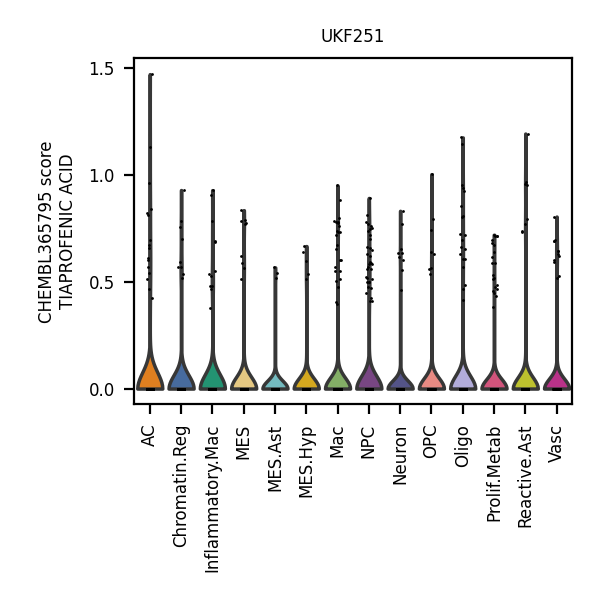 UKF251
CHEMBL365795 score
TIAPROFENIC ACID
1.5
1.0
0.5
0.0
AC
Chromatin.Reg
Inflammatory.Mac
MES
MES.Ast
MES.Hyp
Mac
NPC
Neuron
OPC
Oligo
Prolif.Metab
Reactive.Ast
Vasc